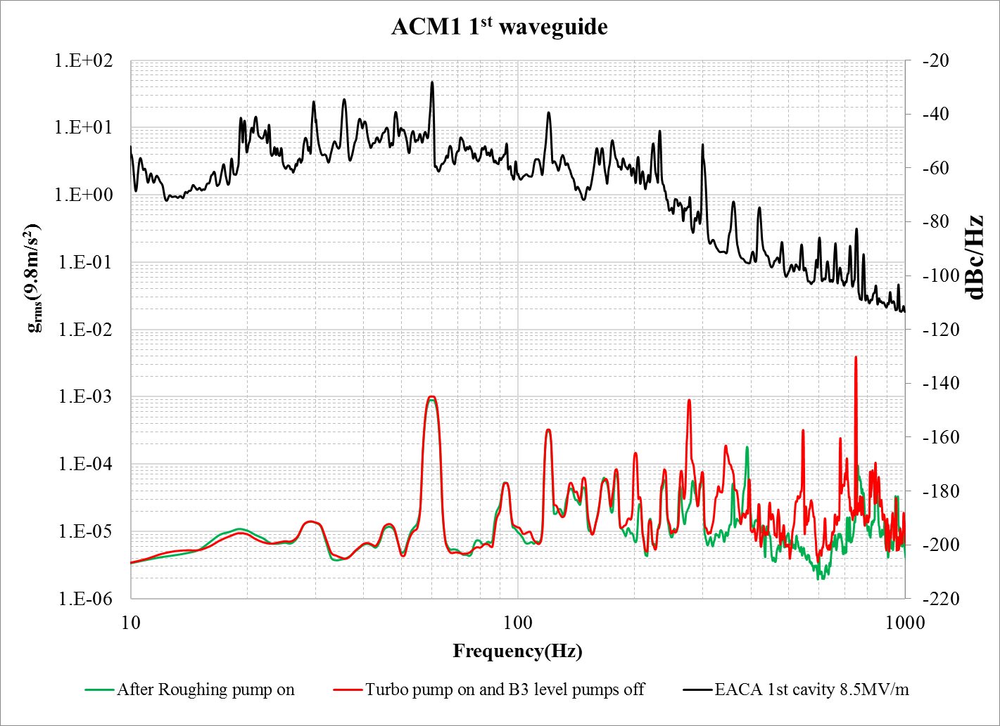 ACM1 1st waveguide
1.E+02
1.E+01
1.E+00
1.E-01
1.E-02
1.E-03
1.E-04
1.E-05
1.E-06
grms(9.8m/s2)
-20
-40
-60
-80
-100
-120
-140
-160
-180
-200
-220
dBc/Hz
10 100 1000
Frequency(Hz)
After Roughing pump on Turbo pump on and B3 level pumps off EACA 1st cavity 8.5MV/m